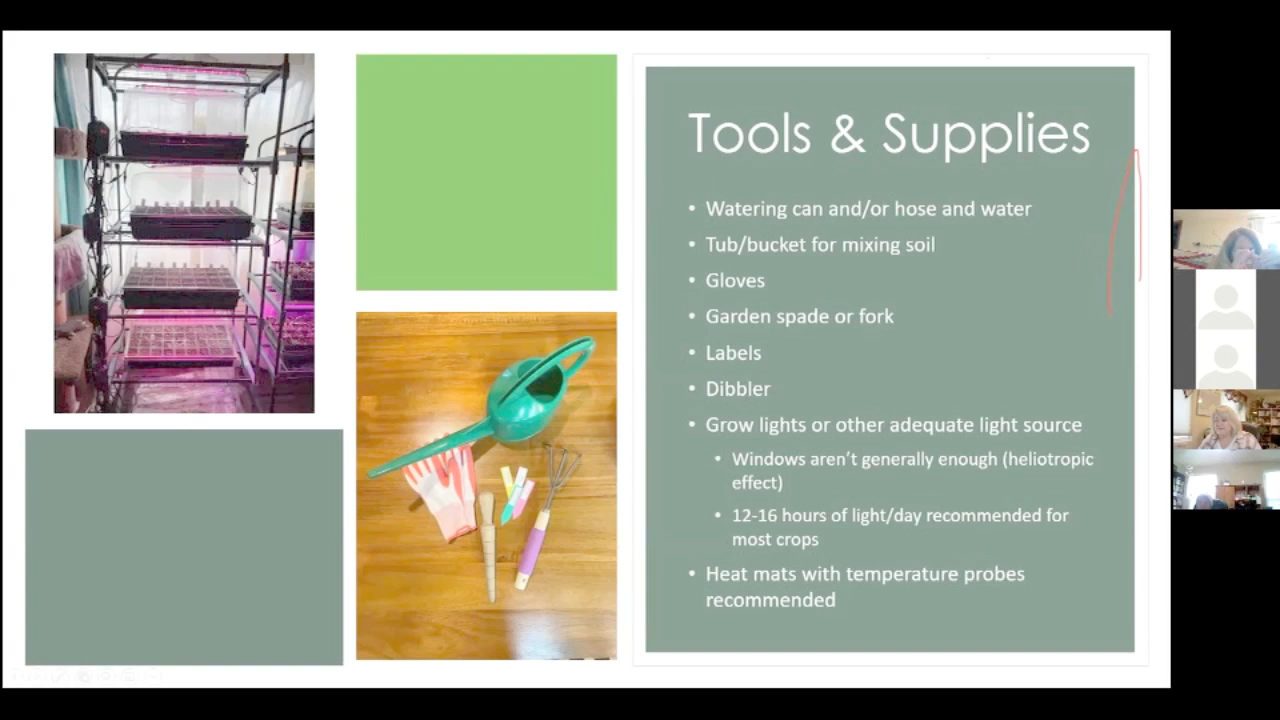 Tools & Supplies
• Watering can and/or hose and water
• Tub/bucket for mixing soil
• Gloves
• Garden spade or fork
• Labels
• Dibbler
• Grow lights or other adequate light source
• Windows aren't generally enough (heliotropic
effect)
• 12-16 hours of light/day recommended for
most crops
• Heat mats with temperature probes
recommended